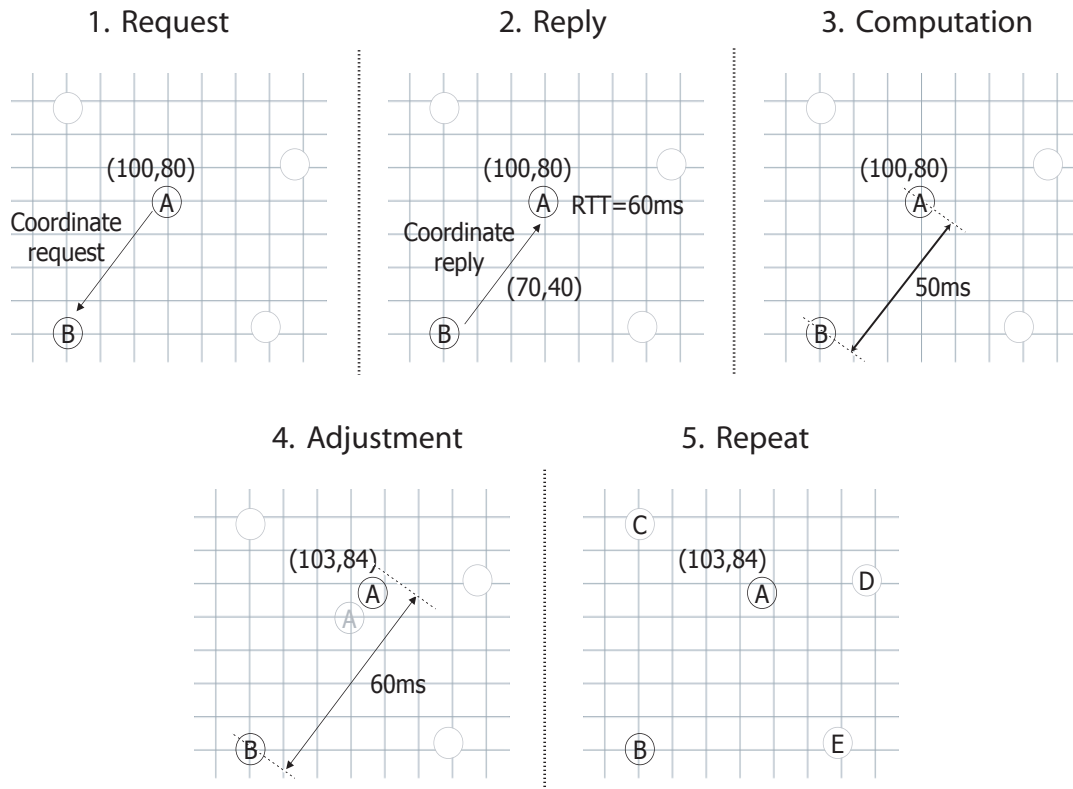 1. Request
(100,80)
A
Coordinate
request
B
2. Reply
(100,80)
A
RTT=60ms
Coordinate
reply
(70,40)
B
3. Computation
(100,80)
A
50ms
B
4. Adjustment
(103,84)
A
A
60ms
B
5. Repeat
C
(103,84)
D
A
B
E